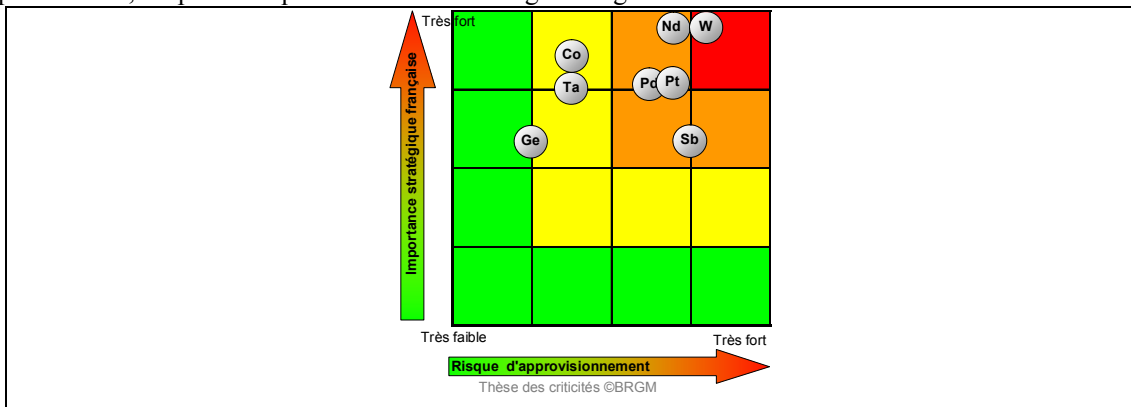 Très fort
Nd
W
Co
Pd
Pt
Ta
Ge
Sb
Importance stratégique française
Très faible
Très fort
Risque d'approvisionnement
Thèse des criticités ©BRGM